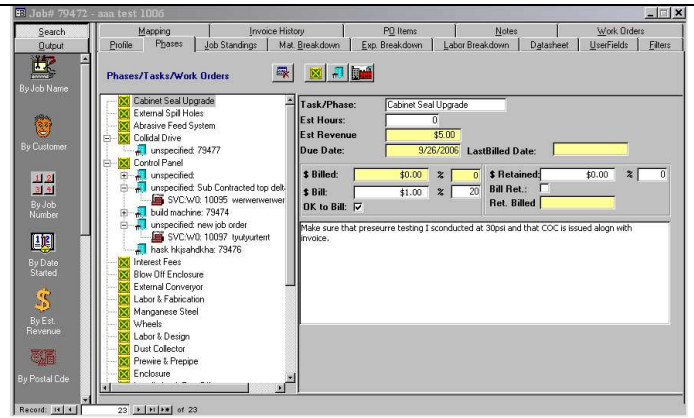 Job# 79472 - aaa test 1006
Search
Output
By Job Name
By Customer
By Job Number
By Date Started
By Est. Revenue
By Postal Cde
Mapping Invoice History PO Items Notes Work Orders
Profile Phases Job Standings Mat. Breakdown Exp. Breakdown Labor Breakdown Datasheet UserFields Filters
Phases/Tasks/Work Orders
Cabinet Seal Upgrade
External Spill Holes
Abrasive Feed System
Collidal Drive
unspecified: 79477
Control Panel
unspecified:
unspecified: Sub Contracted top delt
SVC:W0: 10095 werwerwerwer
build machine: 79474
unspecified: new job order
SVC:W0: 10097 tyutyurterrt
hask hkjsahdkha: 79476
Interest Fees
Blow Off Enclosure
External Converyor
Labor & Fabrication
Manganese Steel
Wheels
Labor & Design
Dust Collector
Prewire & Prepipe
Enclosure
Task/Phase: Cabinet Seal Upgrade
Est Hours: 0
Est Revenue $5.00
Due Date: 9/26/2006 LastBilled Date:
$ Billed: $0.00 % 0 $ Retained: $0.00 % 0
$ Bill: $1.00 % 20 Bill Ret.:
OK to Bill: Ret. Billed
Make sure that preseurre testing I sconducted at 30psi and that COC is issued alogn with
invoice.
Record: 23 of 23